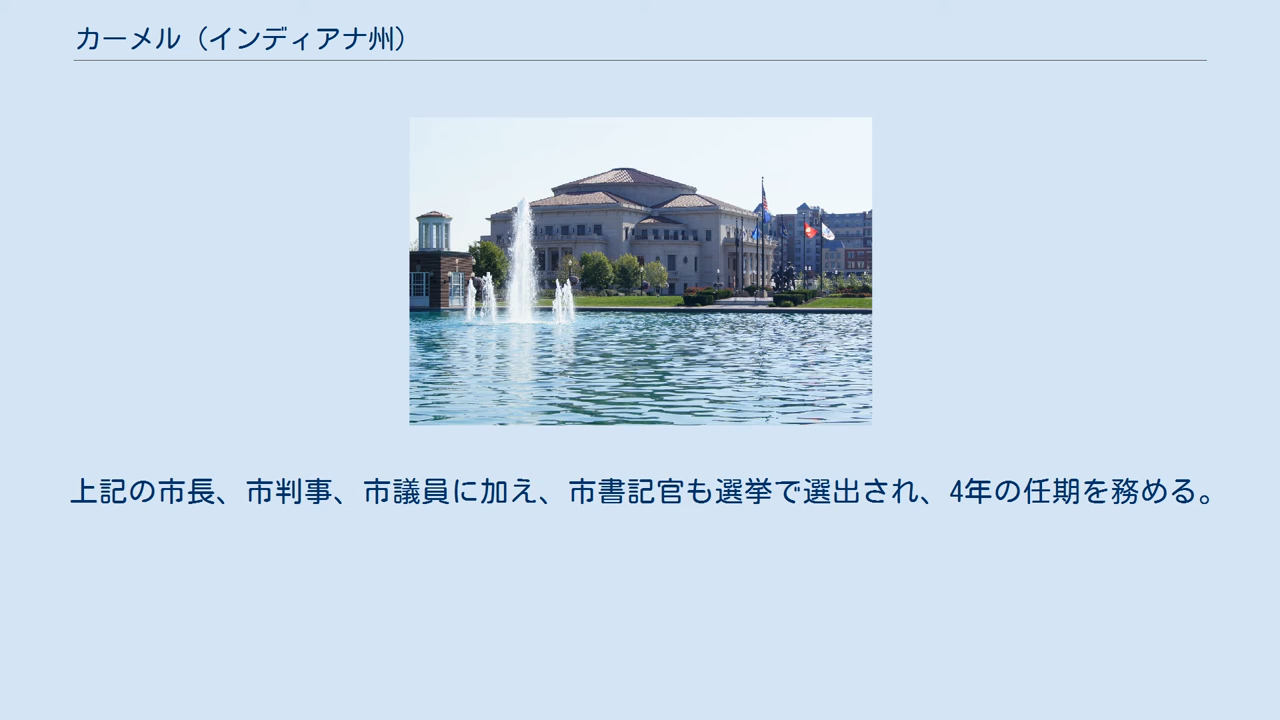 カーメル（インディアナ州）
上記の市長、市判事、市議員に加え、市書記官も選挙で選出され、4年の任期を務める。